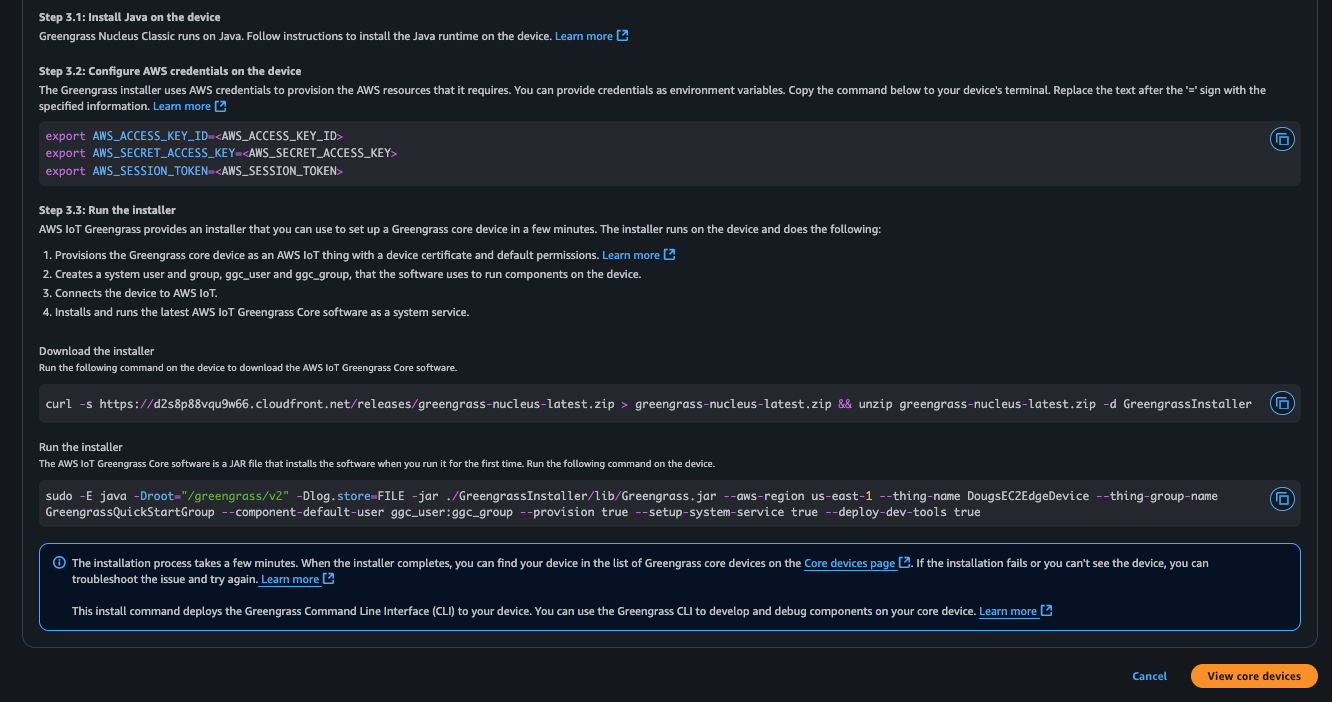 Step 3.1: Install Java on the device
Greengrass Nucleus Classic runs on Java. Follow instructions to install the Java runtime on the device. Learn more
Step 3.2: Configure AWS credentials on the device
The Greengrass installer uses AWS credentials to provision the AWS resources that it requires. You can provide credentials as environment variables. Copy the command below to your device's terminal. Replace the text after the '=' sign with the
specified information. Learn more
export AWS_ACCESS_KEY_ID=<AWS_ACCESS_KEY_ID>
export AWS_SECRET_ACCESS_KEY=<AWS_SECRET_ACCESS_KEY>
export AWS_SESSION_TOKEN=<AWS_SESSION_TOKEN>
Step 3.3: Run the installer
AWS IoT Greengrass provides an installer that you can use to set up a Greengrass core device in a few minutes. The installer runs on the device and does the following:
1. Provisions the Greengrass core device as an AWS IoT thing with a device certificate and default permissions. Learn more
2. Creates a system user and group, ggc_user and ggc_group, that the software uses to run components on the device.
3. Connects the device to AWS IoT.
4. Installs and runs the latest AWS IoT Greengrass Core software as a system service.
Download the installer
Run the following command on the device to download the AWS IoT Greengrass Core software.
curl -s https://d2s8p88vqu9w66.cloudfront.net/releases/greengrass-nucleus-latest.zip > greengrass-nucleus-latest.zip && unzip greengrass-nucleus-latest.zip -d GreengrassInstaller
Run the installer
The AWS IoT Greengrass Core software is a JAR file that installs the software when you run it for the first time. Run the following command on the device.
sudo -E java -Droot="/greengrass/v2" -Dlog.store=FILE -jar ./GreengrassInstaller/lib/Greengrass.jar --aws-region us-east-1 --thing-name DougsEC2EdgeDevice --thing-group-name
GreengrassQuickStartGroup --component-default-user ggc_user:ggc_group --provision true --setup-system-service true --deploy-dev-tools true
The installation process takes a few minutes. When the installer completes, you can find your device in the list of Greengrass core devices on the Core devices page. If the installation fails or you can't see the device, you can
troubleshoot the issue and try again. Learn more
This install command deploys the Greengrass Command Line Interface (CLI) to your device. You can use the Greengrass CLI to develop and debug components on your core device. Learn more
Cancel
View core devices